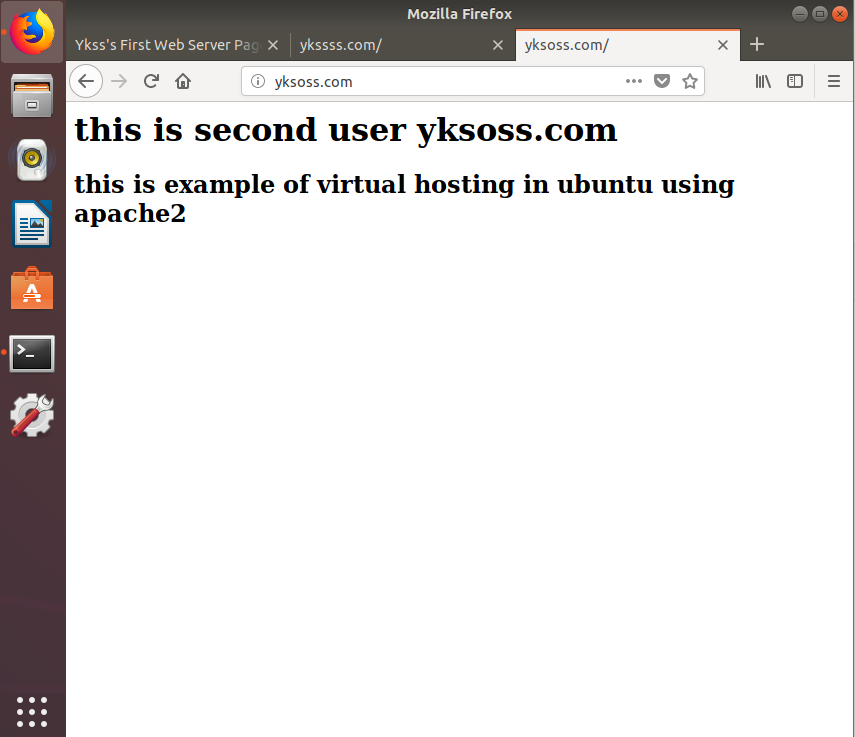 Mozilla Firefox
Ykss's First Web Server Pag
ykssss.com/
yksoss.com/
yksoss.com
this is second user yksoss.com
this is example of virtual hosting in ubuntu using
apache2